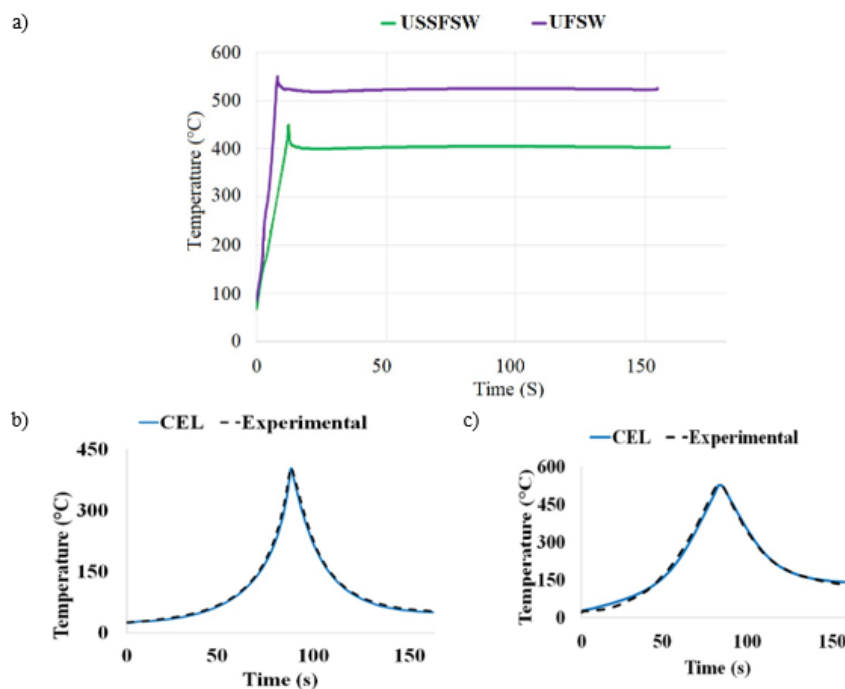 a)
USSFSW UFSW
600
500
400
300
200
100
0
Temperature (°C)
0 50 100 150
Time (S)
b)
CEL Experimental
450
300
150
0
Temperature (°C)
0 50 100 150
Time (s)
c)
CEL Experimental
600
450
300
150
0
Temperature (°C)
0 50 100 150
Time (s)